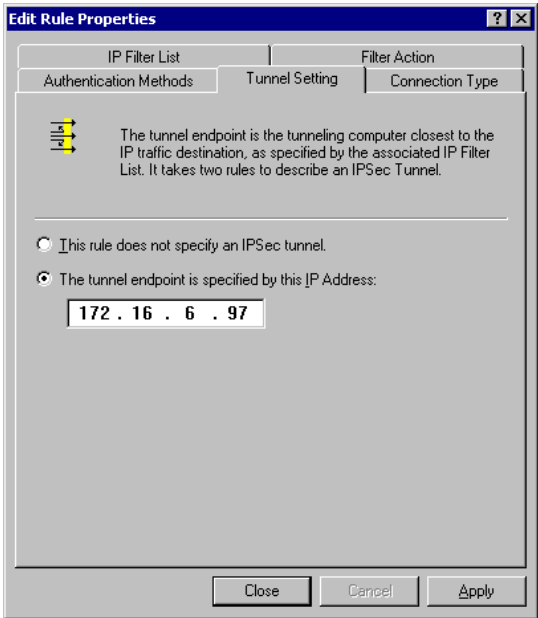 Edit Rule Properties
IP Filter List
Filter Action
Authentication Methods
Tunnel Setting
Connection Type
The tunnel endpoint is the tunneling computer closest to the
IP traffic destination, as specified by the associated IP Filter
List. It takes two rules to describe an IPSec Tunnel.
This rule does not specify an IPSec tunnel.
The tunnel endpoint is specified by this IP Address:
172 . 16 . 6 . 97
Close
Cancel
Apply